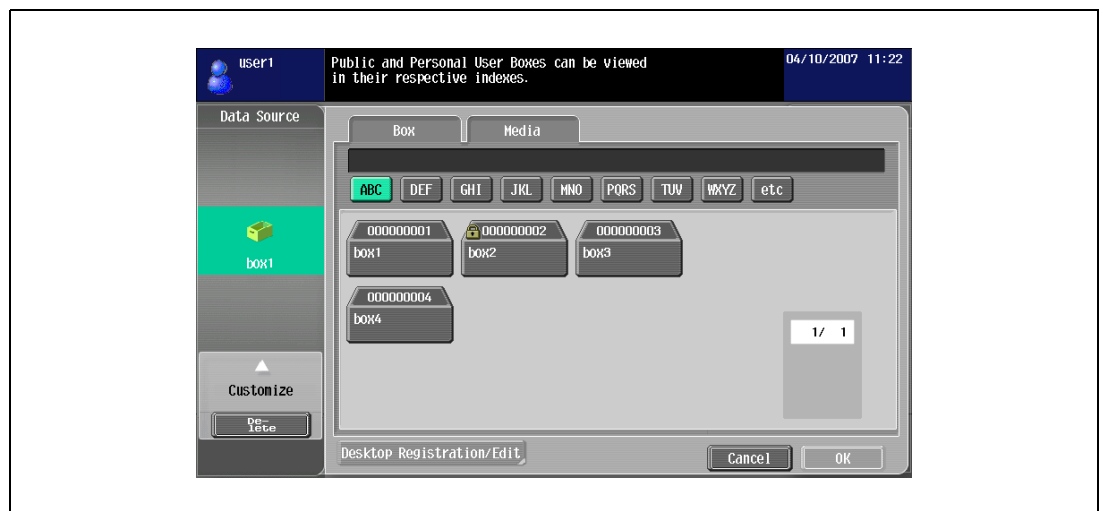 user1
Public and Personal User Boxes can be viewed
in their respective indexes.
04/10/2007 11:22
Data Source
Box
Media
ABC DEF GHI JKL MNO PQRS TUV WXYZ etc
000000001
box1
000000002
box2
000000003
box3
box1
000000004
box4
1/ 1
Customize
De-
lete
Desktop Registration/Edit
Cancel
OK